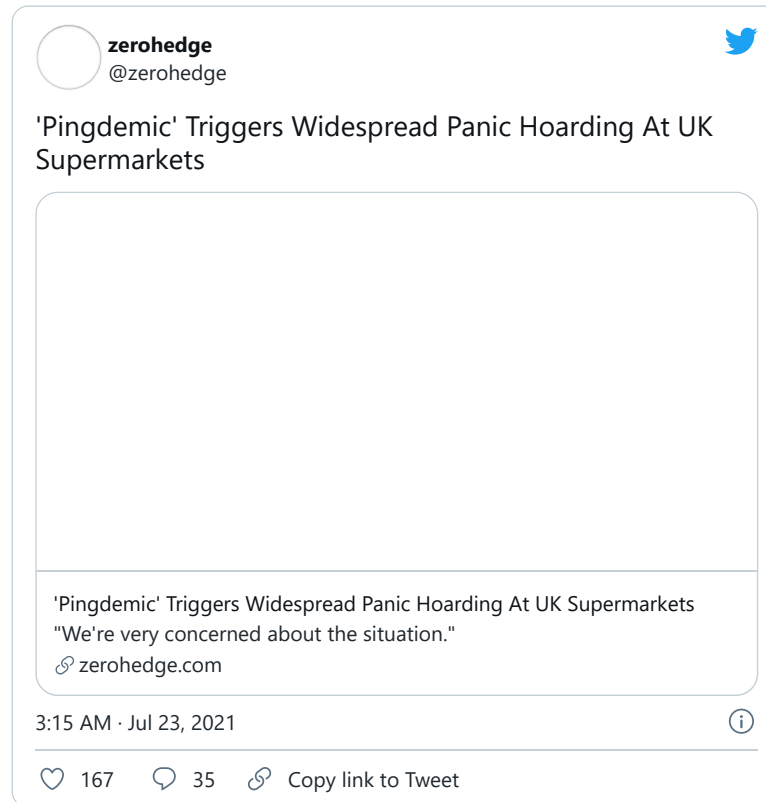 zerohedge
@zerohedge
'Pingdemic' Triggers Widespread Panic Hoarding At UK
Supermarkets
'Pingdemic' Triggers Widespread Panic Hoarding At UK Supermarkets
"We're very concerned about the situation."
zerohedge.com
3:15 AM · Jul 23, 2021
167 35 Copy link to Tweet